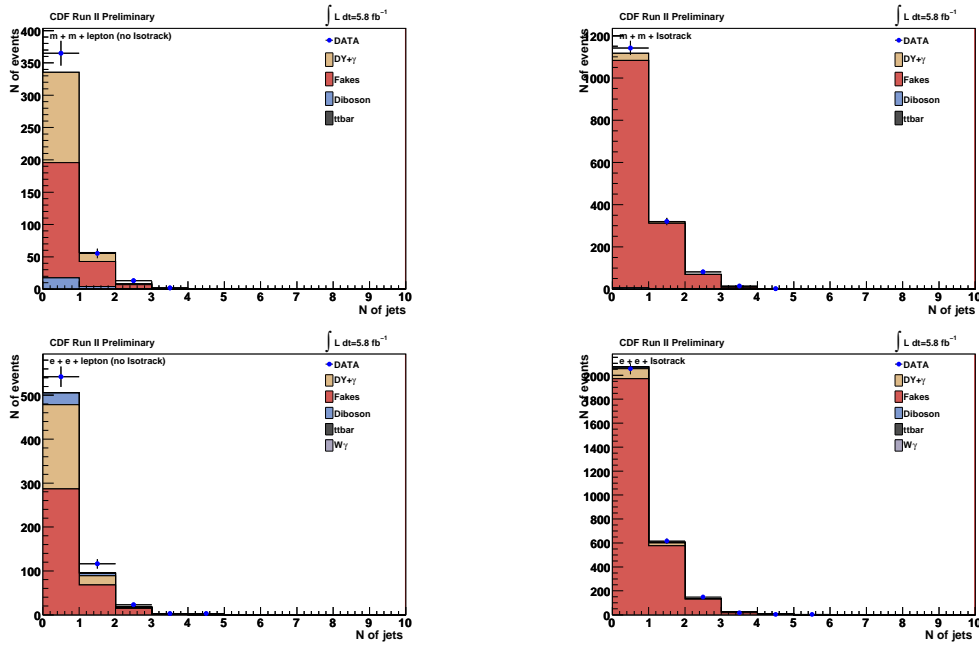 CDF Run II Preliminary
∫ L dt=5.8 fb⁻¹
m + m + lepton (no Isotrack)
N of events
400
350
300
250
200
150
100
50
0
DATA
DY+γ
Fakes
Diboson
ttbar
0 1 2 3 4 5 6 7 8 9 10
N of jets
CDF Run II Preliminary
∫ L dt=5.8 fb⁻¹
m + m + Isotrack
N of events
1200
1000
800
600
400
200
0
DATA
DY+γ
Fakes
Diboson
ttbar
0 1 2 3 4 5 6 7 8 9 10
N of jets
CDF Run II Preliminary
∫ L dt=5.8 fb⁻¹
e + e + lepton (no Isotrack)
N of events
500
400
300
200
100
0
DATA
DY+γ
Fakes
Diboson
ttbar
Wγ
0 1 2 3 4 5 6 7 8 9 10
N of jets
CDF Run II Preliminary
∫ L dt=5.8 fb⁻¹
e + e + Isotrack
N of events
2000
1800
1600
1400
1200
1000
800
600
400
200
0
DATA
DY+γ
Fakes
Diboson
ttbar
Wγ
0 1 2 3 4 5 6 7 8 9 10
N of jets